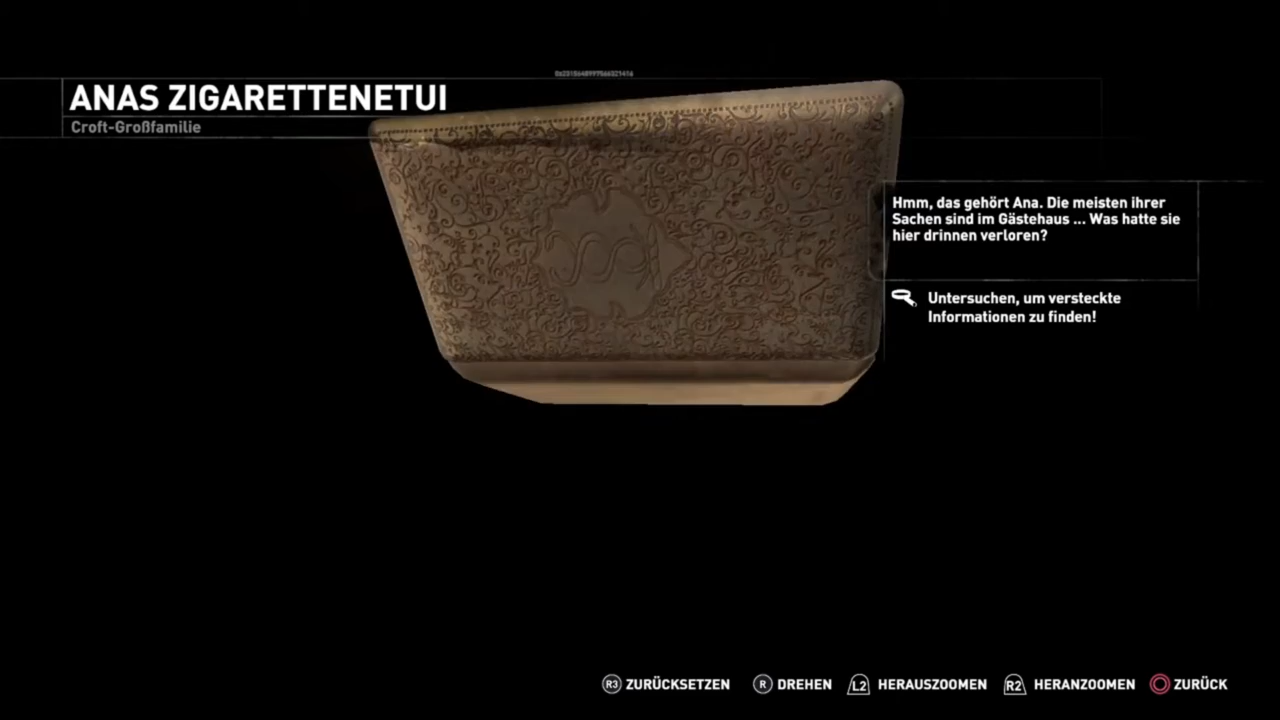 ANAS ZIGARETTENETUI
Croft-Großfamilie
Hmm, das gehört Ana. Die meisten ihrer
Sachen sind im Gästehaus ... Was hatte sie
hier drinnen verloren?
Untersuchen, um versteckte
Informationen zu finden!
R3 ZURÜCKSETZEN R DREHEN L2 HERAUSZOOMEN R2 HERANZOOMEN ZURÜCK